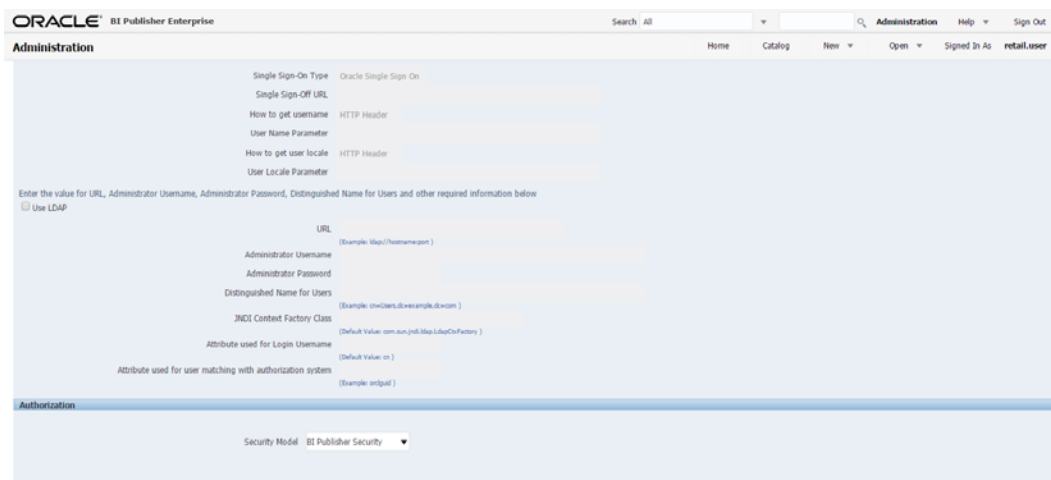 ORACLE® BI Publisher Enterprise Search All Administration Help Sign Out
Administration Home Catalog New Open Signed In As retail.user
Single Sign-On Type Oracle Single Sign On
Single Sign-Off URL
How to get username HTTP Header
User Name Parameter
How to get user locale HTTP Header
User Locale Parameter
Enter the value for URL, Administrator Username, Administrator Password, Distinguished Name for Users and other required information below
Use LDAP
URL
(Example: ldap://hostname:port )
Administrator Username
Administrator Password
Distinguished Name for Users
(Example: cn=Users,dc=example,dc=com )
JNDI Context Factory Class
(Default Value: com.sun.jndi.ldap.LdapCtxFactory )
Attribute used for Login Username
(Default Value: cn )
Attribute used for user matching with authorization system
(Example: orclguid )
Authorization
Security Model BI Publisher Security